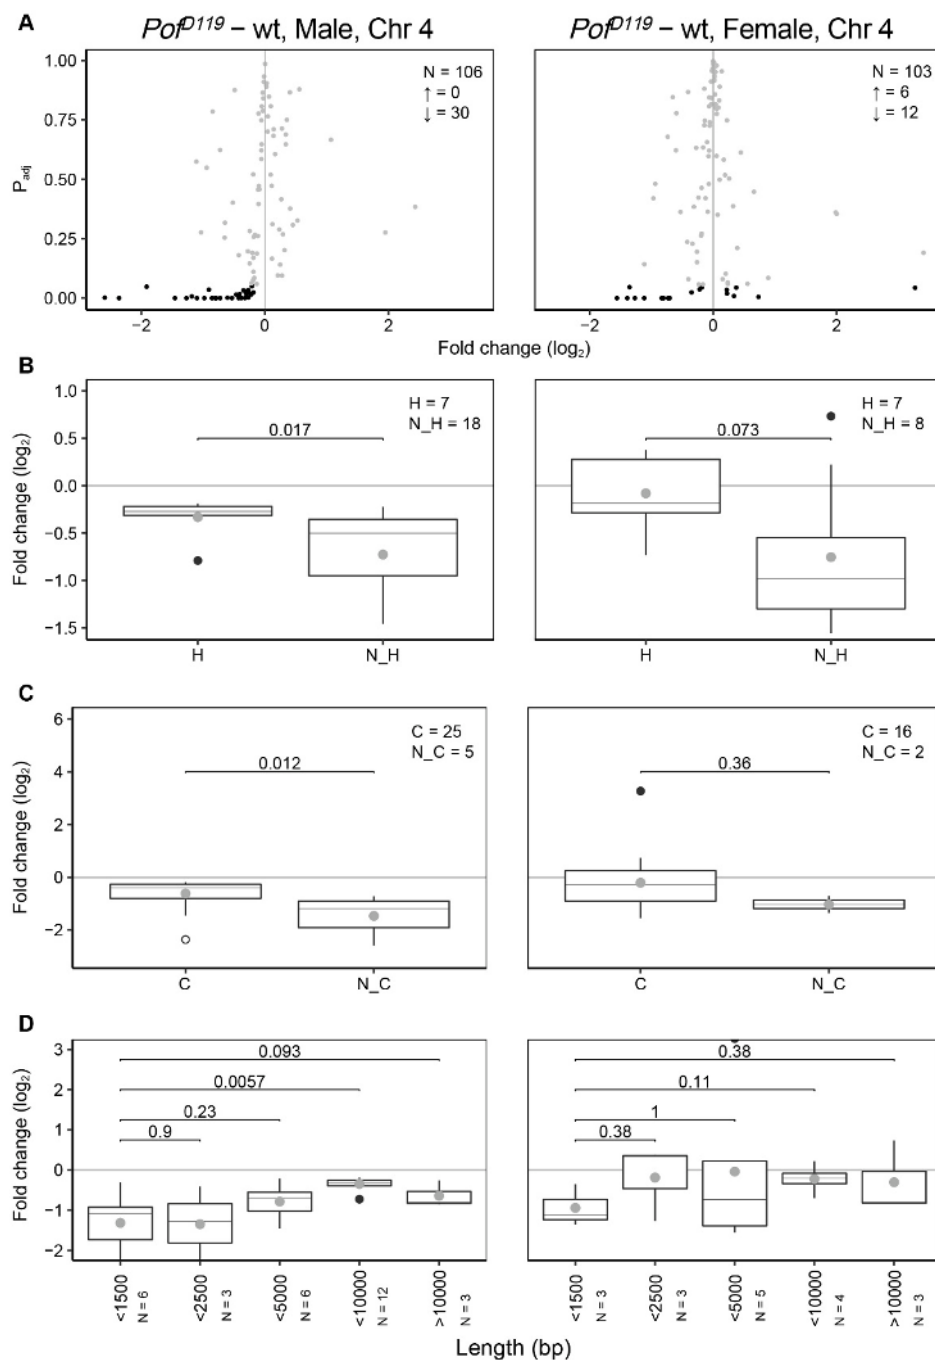 A
Pof^D119 – wt, Male, Chr 4
Pof^D119 – wt, Female, Chr 4
1.00
0.75
0.50
0.25
0.00
P_adj
N = 106
↑ = 0
↓ = 30
N = 103
↑ = 6
↓ = 12
−2 0 2
−2 0 2
Fold change (log₂)
B
1.0
0.5
0.0
−0.5
−1.0
−1.5
Fold change (log₂)
H = 7
N_H = 18
0.017
H = 7
N_H = 8
0.073
H N_H
H N_H
C
6
4
2
0
−2
Fold change (log₂)
C = 25
N_C = 5
0.012
C = 16
N_C = 2
0.36
C N_C
C N_C
D
3
2
1
0
−1
−2
Fold change (log₂)
0.093
0.0057
0.23
0.9
0.38
0.11
1
0.38
<1500 N = 6
<2500 N = 3
<5000 N = 6
<10000 N = 12
>10000 N = 3
<1500 N = 3
<2500 N = 3
<5000 N = 5
<10000 N = 4
>10000 N = 3
Length (bp)